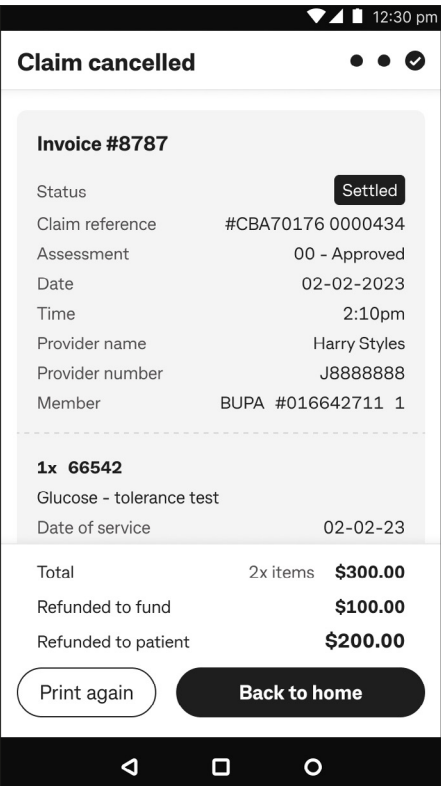 12:30 pm
Claim cancelled
Invoice #8787
Status Settled
Claim reference #CBA70176 0000434
Assessment 00 - Approved
Date 02-02-2023
Time 2:10pm
Provider name Harry Styles
Provider number J8888888
Member BUPA #016642711 1
1x 66542
Glucose - tolerance test
Date of service 02-02-23
Total 2x items $300.00
Refunded to fund $100.00
Refunded to patient $200.00
Print again Back to home